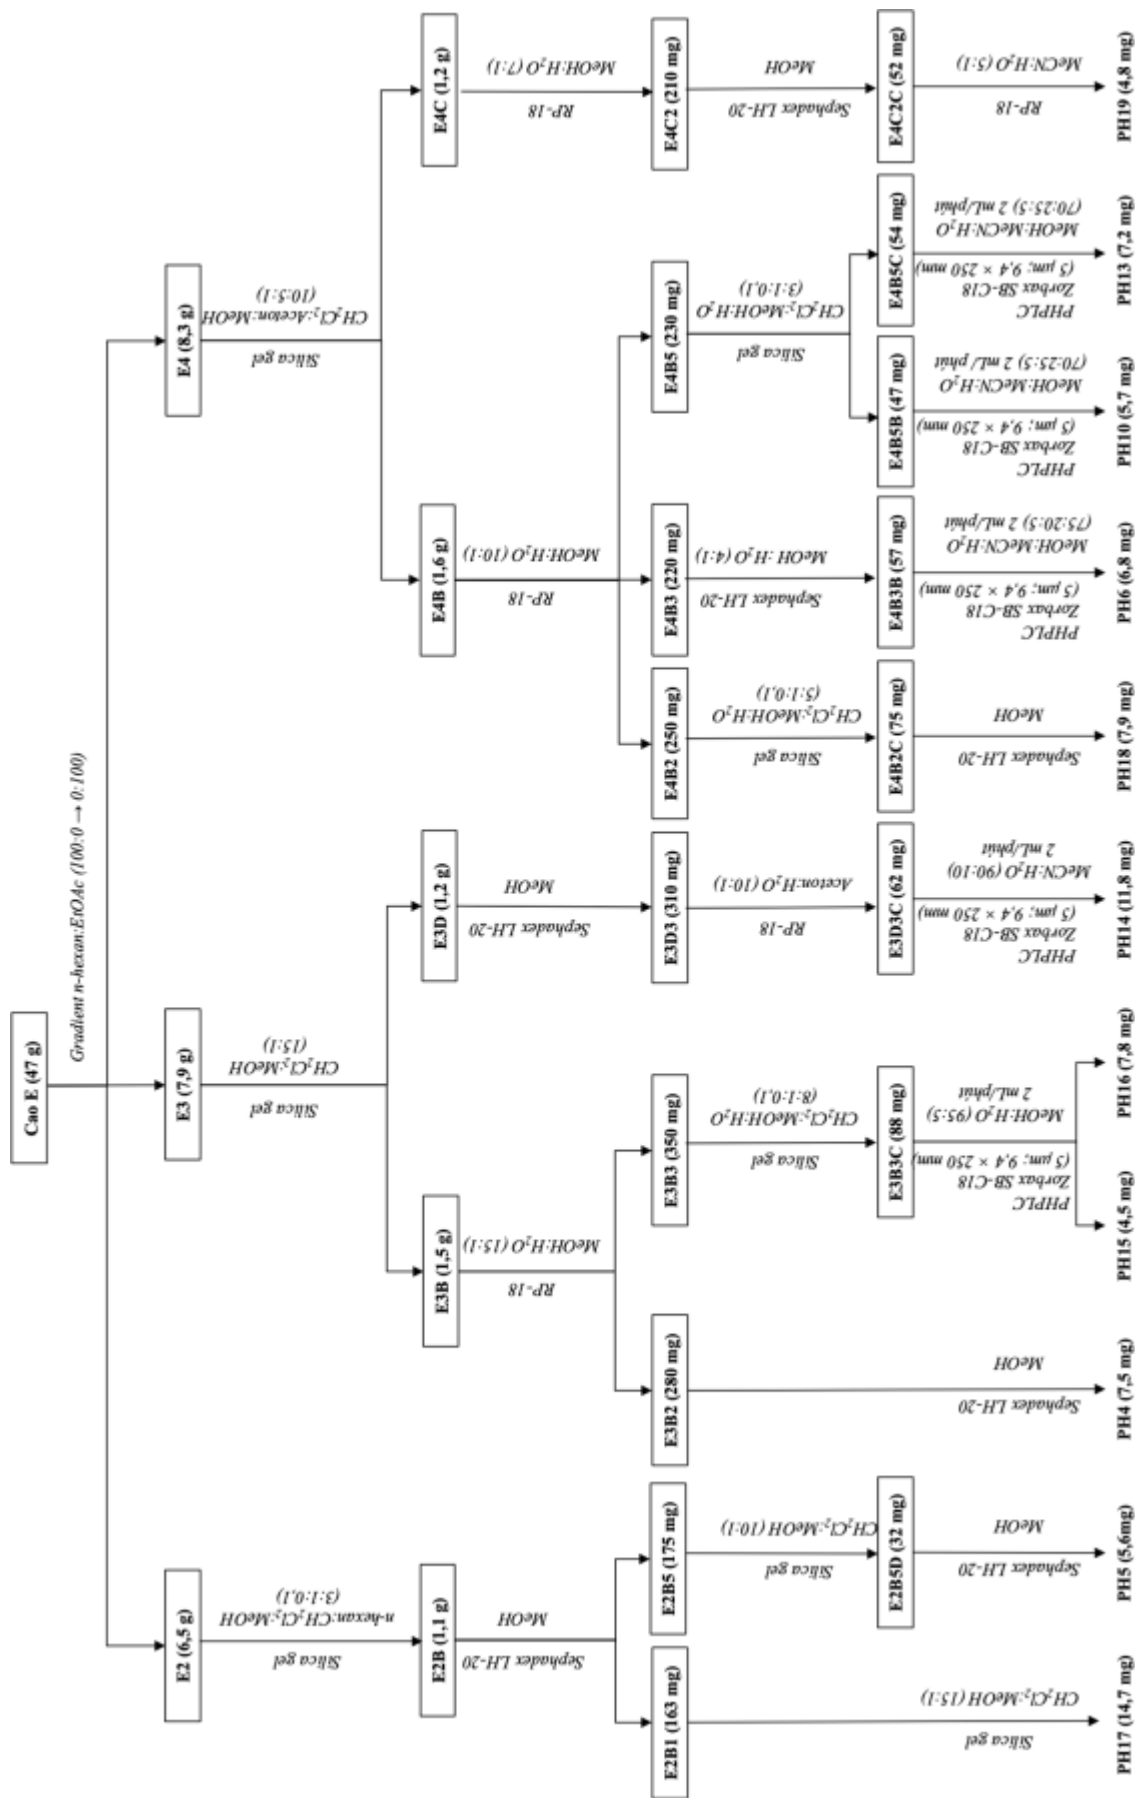 Cao E (47 g)
Gradient n-hexan:EtOAc (100:0 → 0:100)
E2 (6,5 g)
E3 (7,9 g)
E4 (8,3 g)
Silica gel
n-hexan:CH2Cl2:MeOH
(3:1:0,1)
Silica gel
CH2Cl2:MeOH
(15:1)
Silica gel
CH2Cl2:Aceton:MeOH
(10:5:1)
E2B (1,1 g)
E3B (1,5 g)
E3D (1,2 g)
E4B (1,6 g)
E4C (1,2 g)
Sephadex LH-20
MeOH
RP-18
MeOH:H2O (15:1)
Sephadex LH-20
MeOH
RP-18
MeOH:H2O (10:1)
RP-18
MeOH:H2O (7:1)
E2B1 (163 mg)
E2B5 (175 mg)
E3B2 (280 mg)
E3B3 (350 mg)
E3D3 (310 mg)
E4B2 (250 mg)
E4B3 (220 mg)
E4B5 (230 mg)
E4C2 (210 mg)
Silica gel
CH2Cl2:MeOH (15:1)
Silica gel
CH2Cl2:MeOH (10:1)
Sephadex LH-20
MeOH
Silica gel
CH2Cl2:MeOH:H2O
(8:1:0,1)
RP-18
Aceton:H2O (10:1)
Silica gel
CH2Cl2:MeOH:H2O
(5:1:0,1)
Sephadex LH-20
MeOH :H2O (4:1)
Silica gel
CH2Cl2:MeOH:H2O
(3:1:0,1)
Sephadex LH-20
MeOH
E2B5D (32 mg)
E3B3C (88 mg)
E3D3C (62 mg)
E4B2C (75 mg)
E4B3B (57 mg)
E4B5B (47 mg)
E4B5C (54 mg)
E4C2C (52 mg)
Sephadex LH-20
MeOH
PHPLC
Zorbax SB-C18
(5 µm; 9,4 × 250 mm)
MeOH:H2O (95:5)
2 mL/phút
PHPLC
Zorbax SB-C18
(5 µm; 9,4 × 250 mm)
MeCN:H2O (90:10)
2 mL/phút
Sephadex LH-20
MeOH
PHPLC
Zorbax SB-C18
(5 µm; 9,4 × 250 mm)
MeOH:MeCN:H2O
(75:20:5) 2 mL/phút
PHPLC
Zorbax SB-C18
(5 µm; 9,4 × 250 mm)
MeOH:MeCN:H2O
(70:25:5) 2 mL/phút
PHPLC
Zorbax SB-C18
(5 µm; 9,4 × 250 mm)
MeOH:MeCN:H2O
(70:25:5) 2 mL/phút
RP-18
MeCN:H2O (5:1)
PH17 (14,7 mg)
PH5 (5,6mg)
PH4 (7,5 mg)
PH15 (4,5 mg)
PH16 (7,8 mg)
PH14 (11,8 mg)
PH18 (7,9 mg)
PH6 (6,8 mg)
PH10 (5,7 mg)
PH13 (7,2 mg)
PH19 (4,8 mg)